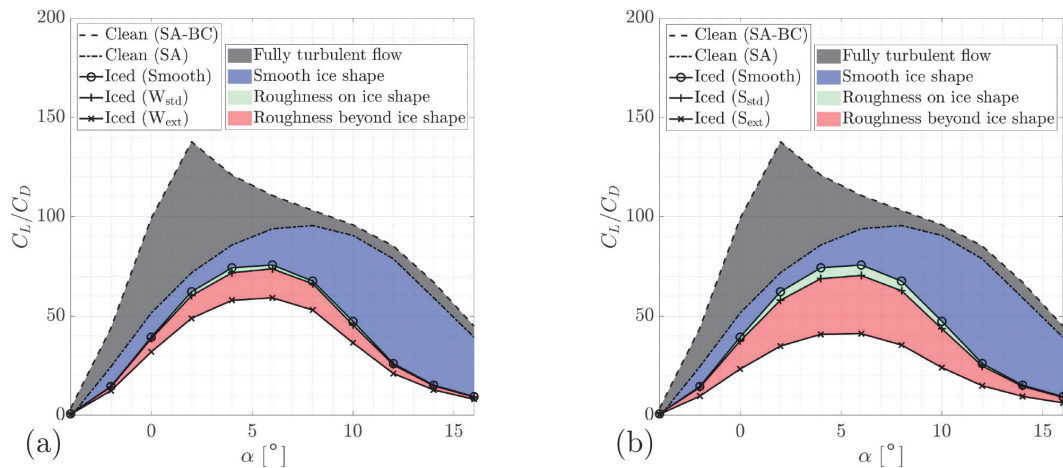 200
150
100
50
0
C_L/C_D
0
5
10
15
α [°]
(a)
Clean (SA-BC)
Clean (SA)
Iced (Smooth)
Iced (W_std)
Iced (W_ext)
Fully turbulent flow
Smooth ice shape
Roughness on ice shape
Roughness beyond ice shape
200
150
100
50
0
C_L/C_D
0
5
10
15
α [°]
(b)
Clean (SA-BC)
Clean (SA)
Iced (Smooth)
Iced (S_std)
Iced (S_ext)
Fully turbulent flow
Smooth ice shape
Roughness on ice shape
Roughness beyond ice shape